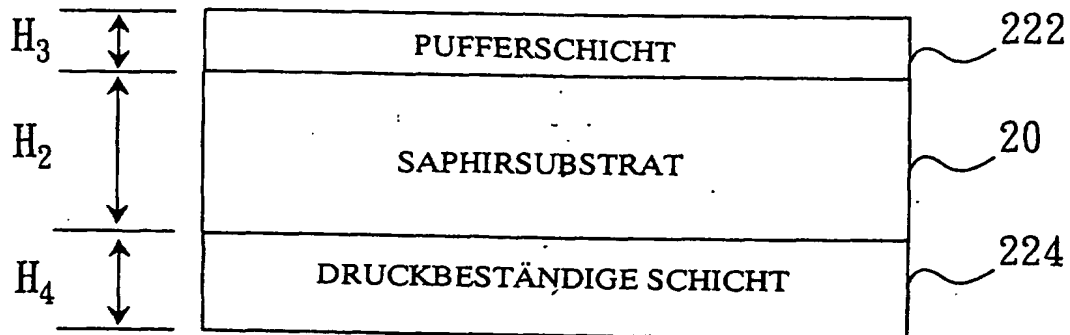 H₃ PUFFERSCHICHT 222
H₂ SAPHIRSUBSTRAT 20
H₄ DRUCKBESTÄNDIGE SCHICHT 224